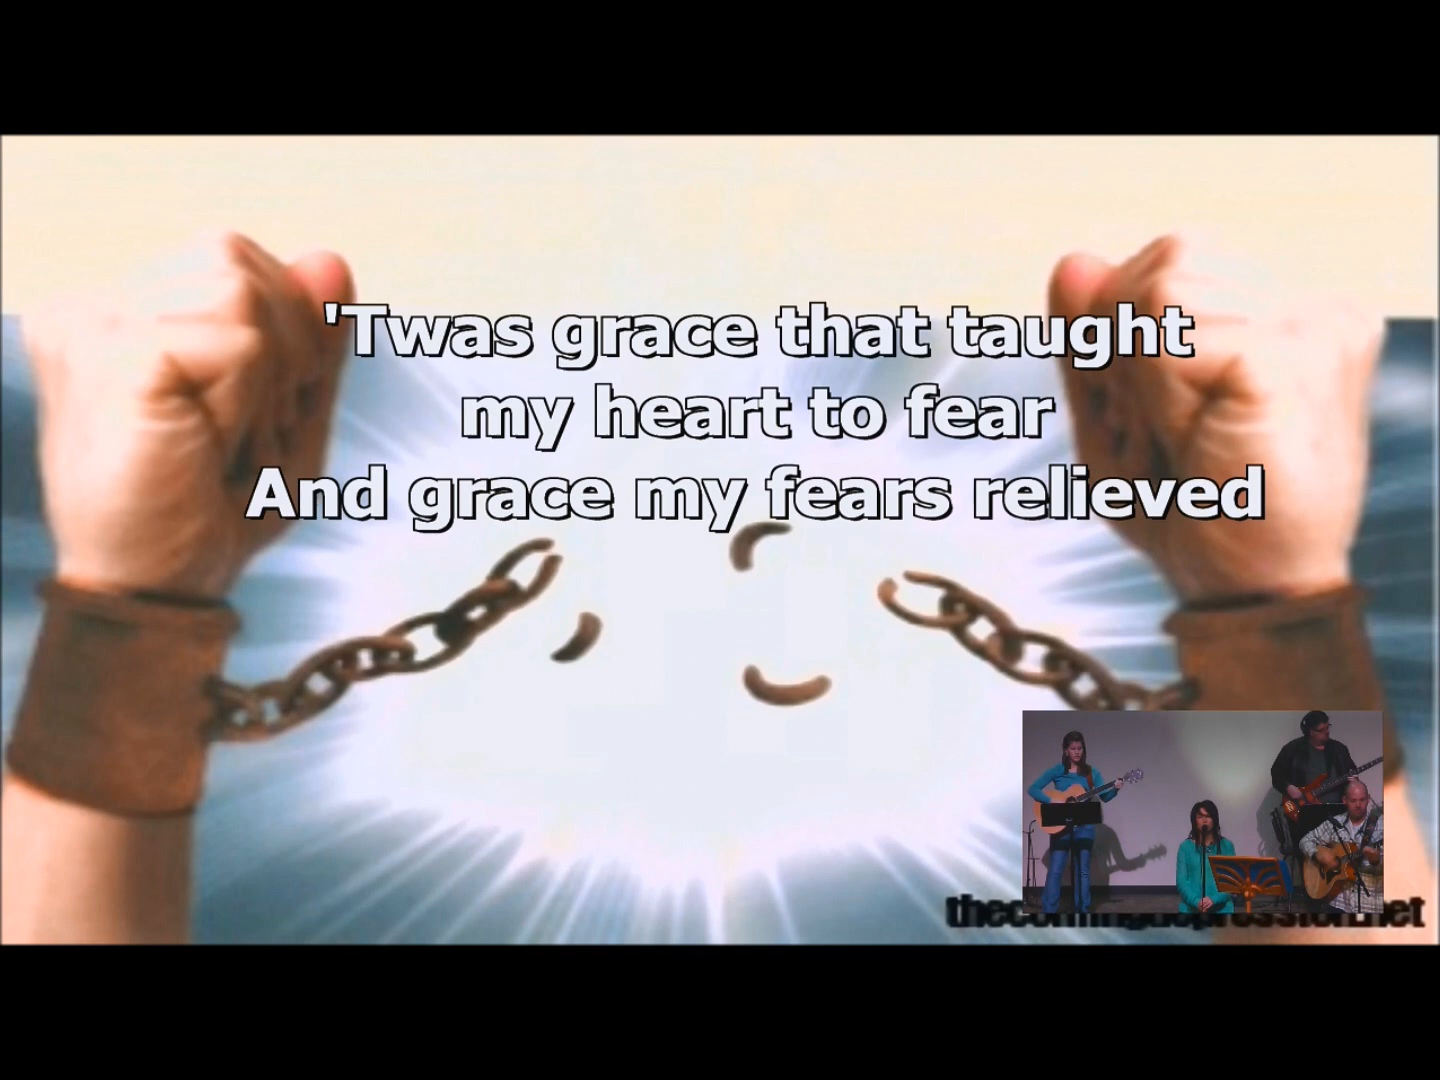 'Twas grace that taught
my heart to fear
And grace my fears relieved